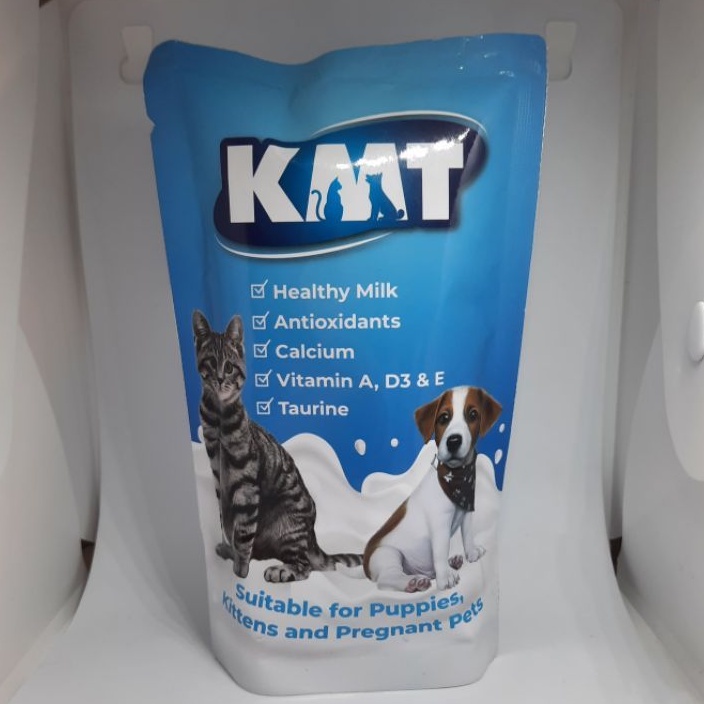 KMT
Healthy Milk
Antioxidants
Calcium
Vitamin A, D3 & E
Taurine
Suitable for Puppies,
Kittens and Pregnant Pets